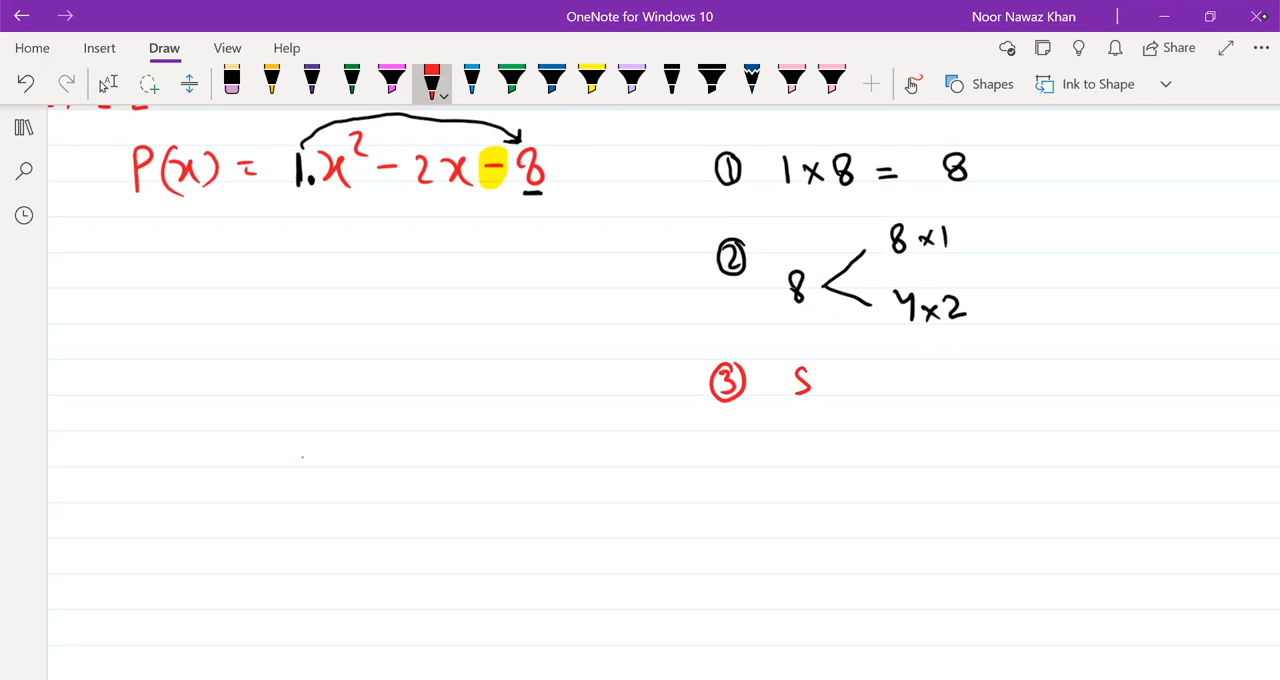 OneNote for Windows 10
Noor Nawaz Khan
Home Insert Draw View Help
Share
Shapes
Ink to Shape
P(x) = 1.x² - 2x - 8
① 1 x 8 = 8
8 x 1
② 8
4 x 2
③ S